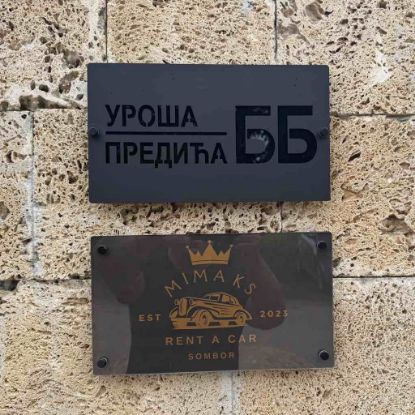 УРОША
ПРЕДИЋА
ББ
MIMAKS
EST 2023
RENT A CAR
SOMBOR